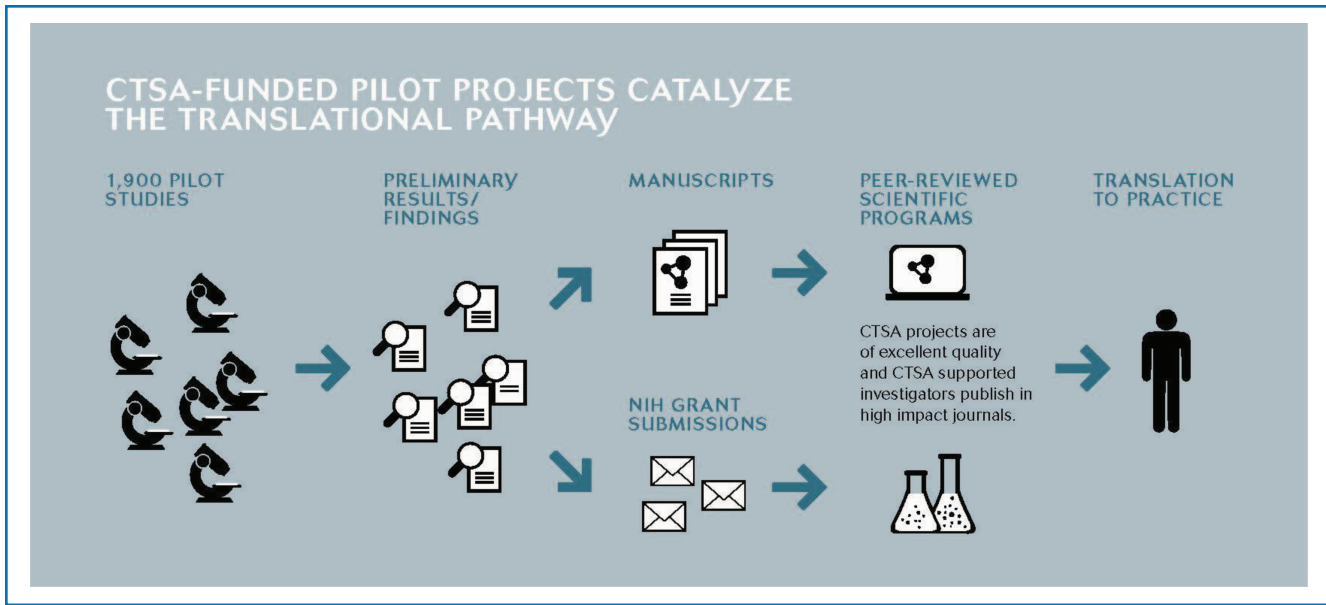 CTSA-FUNDED PILOT PROJECTS CATALYZE
THE TRANSLATIONAL PATHWAY
1,900 PILOT
STUDIES
PRELIMINARY
RESULTS/
FINDINGS
MANUSCRIPTS
NIH GRANT
SUBMISSIONS
PEER-REVIEWED
SCIENTIFIC
PROGRAMS
CTSA projects are
of excellent quality
and CTSA supported
investigators publish in
high impact journals.
TRANSLATION
TO PRACTICE